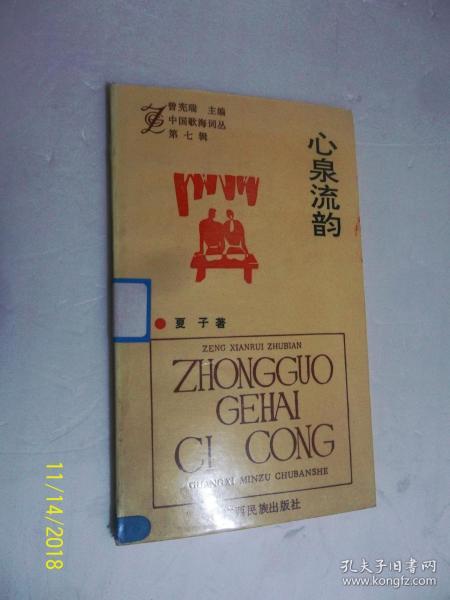 曾宪瑞 主编
中国歌海词丛
第七辑
心泉流韵
夏子著
ZENG XIANRUI ZHUBIAN
ZHONGGUO
GEHAI
CI CONG
GUANGXI MINZU CHUBANSHE
西民族出版社
11/14/2018
孔夫子旧书网
www.kongfz.com